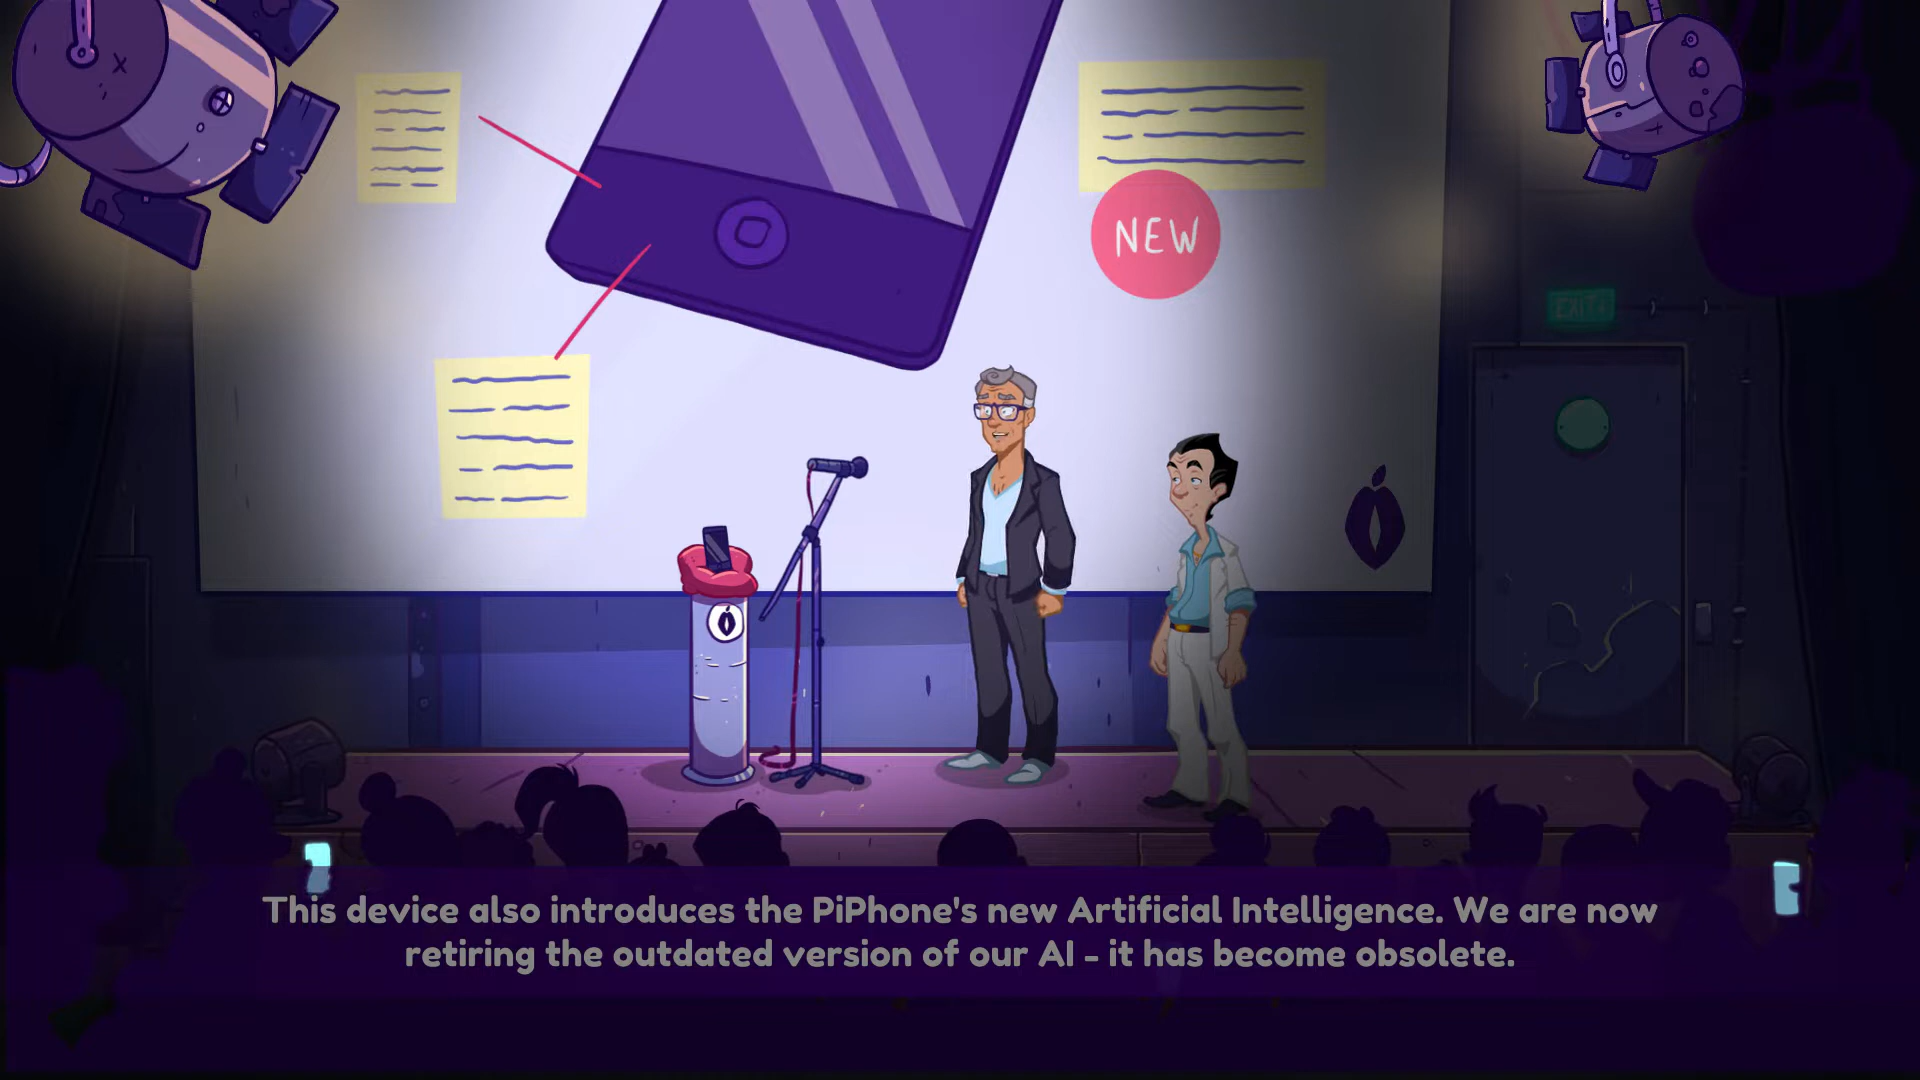 NEW
EXIT
This device also introduces the PiPhone's new Artificial Intelligence. We are now
retiring the outdated version of our AI - it has become obsolete.